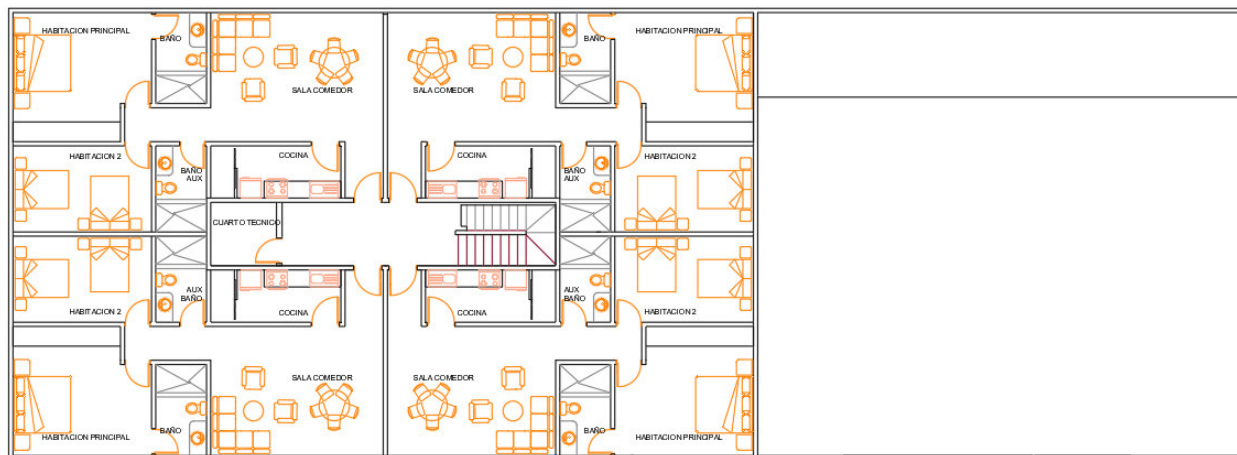 HABITACION PRINCIPAL
BAÑO
SALA COMEDOR
SALA COMEDOR
BAÑO
HABITACION PRINCIPAL
HABITACION 2
BAÑO
AUX
COCINA
COCINA
BAÑO
AUX
HABITACION 2
CUARTO TECNICO
HABITACION 2
AUX
BAÑO
COCINA
COCINA
AUX
BAÑO
HABITACION 2
HABITACION PRINCIPAL
BAÑO
SALA COMEDOR
SALA COMEDOR
BAÑO
HABITACION PRINCIPAL